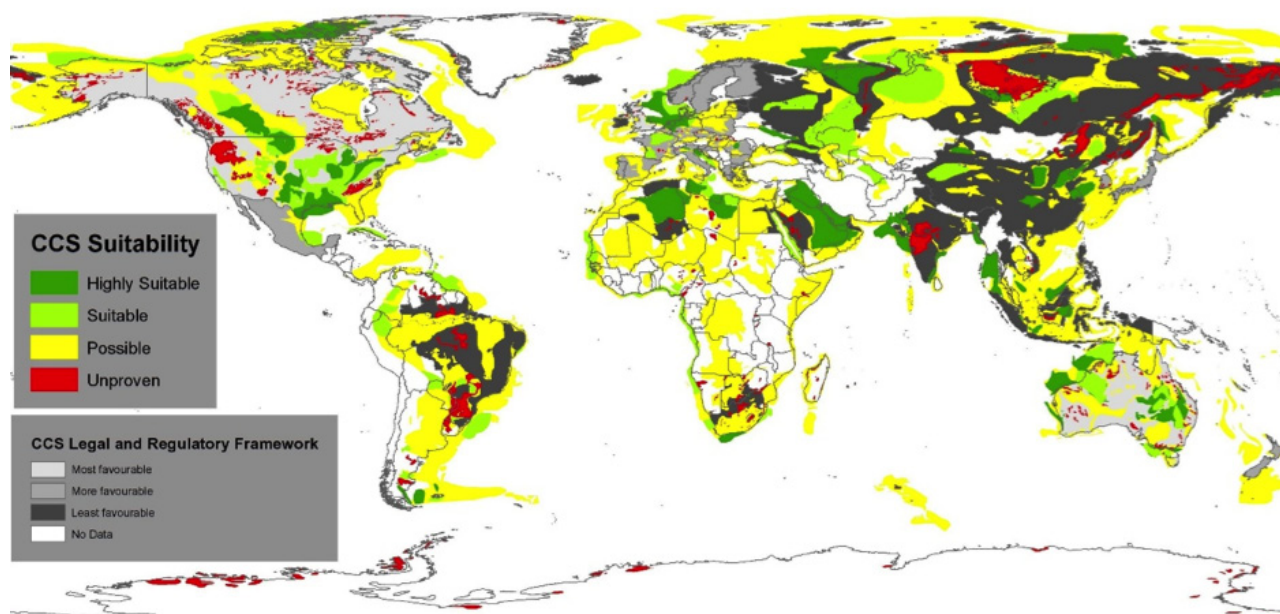 CCS Suitability
Highly Suitable
Suitable
Possible
Unproven
CCS Legal and Regulatory Framework
Most favourable
More favourable
Least favourable
No Data